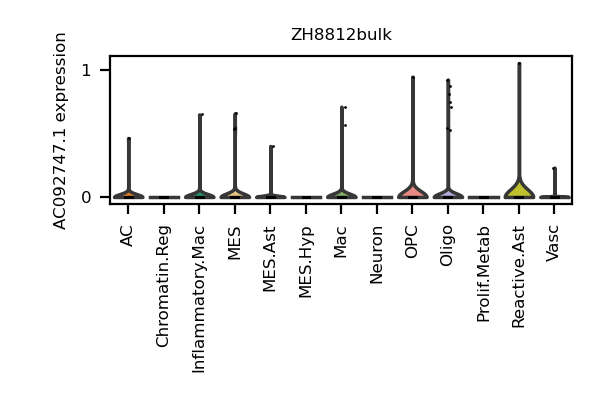 ZH8812bulk
AC092747.1 expression
1
0
AC
Chromatin.Reg
Inflammatory.Mac
MES
MES.Ast
MES.Hyp
Mac
Neuron
OPC
Oligo
Prolif.Metab
Reactive.Ast
Vasc